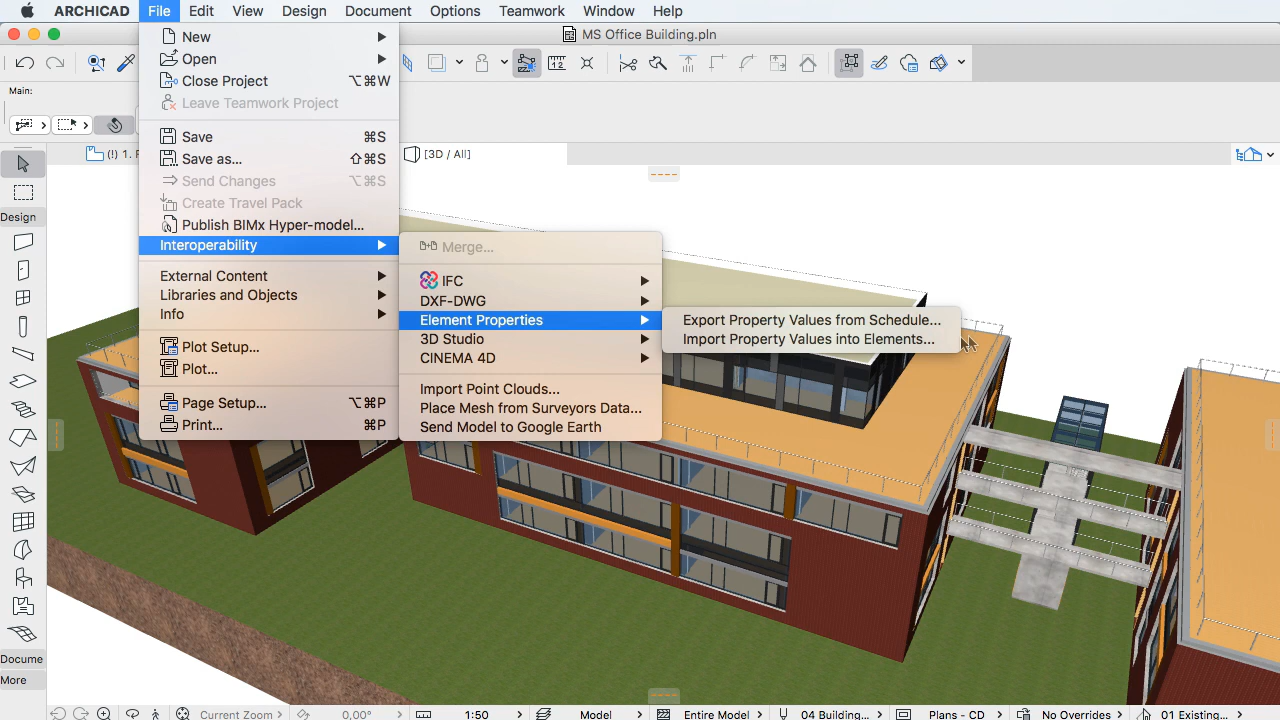 ARCHICAD File Edit View Design Document Options Teamwork Window Help
MS Office Building.pln
New
Open
Close Project ⌥⌘W
Leave Teamwork Project
Main:
Save ⌘S
Save as... ⇧⌘S
(!) 1.
[3D / All]
Send Changes ⌥⌘S
Create Travel Pack
Publish BIMx Hyper-model...
Interoperability
External Content
Libraries and Objects
Info
Plot Setup...
Plot...
Page Setup... ⌥⌘P
Print... ⌘P
Merge...
IFC
DXF-DWG
Element Properties
3D Studio
CINEMA 4D
Import Point Clouds...
Place Mesh from Surveyors Data...
Send Model to Google Earth
Export Property Values from Schedule...
Import Property Values into Elements...
Design
Docume
More
Current Zoom 0,00° 1:50 Model Entire Model 04 Building... Plans - CD No Overrides 01 Existing...